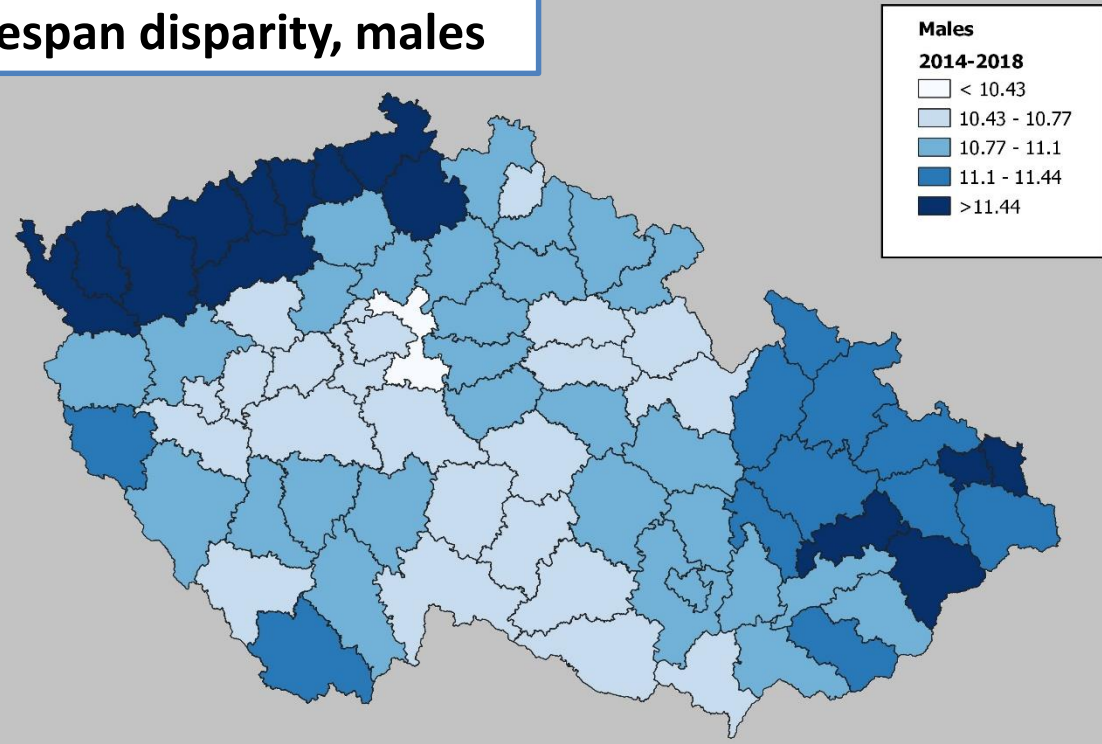 espan disparity, males
Males
2014-2018
< 10.43
10.43 - 10.77
10.77 - 11.1
11.1 - 11.44
>11.44